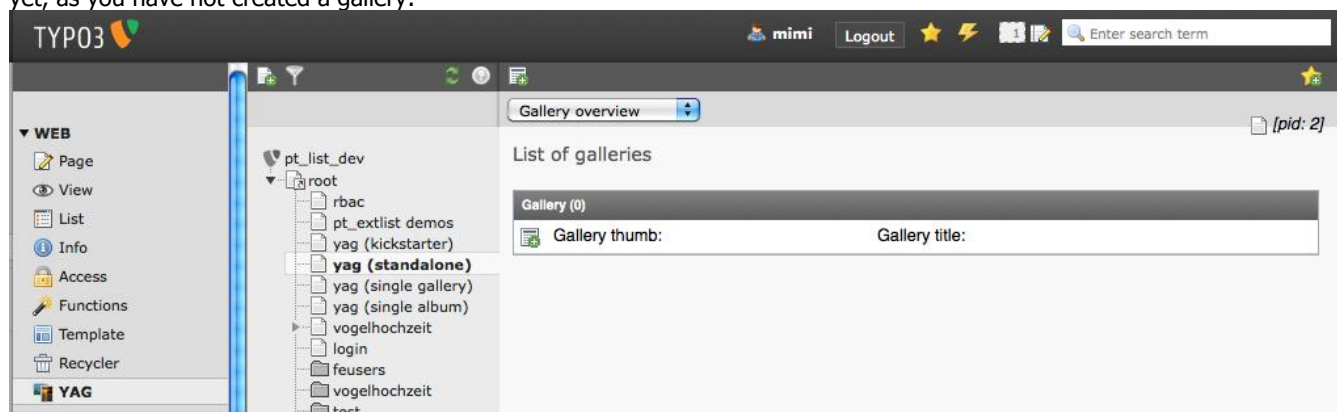 yet, as you have not created a gallery.
TYPO3
mimi
Logout
1
Enter search term
Gallery overview
[pid: 2]
WEB
Page
View
List
Info
Access
Functions
Template
Recycler
YAG
pt_list_dev
root
rbac
pt_extlist demos
yag (kickstarter)
yag (standalone)
yag (single gallery)
yag (single album)
vogelhochzeit
login
feusers
vogelhochzeit
test
List of galleries
Gallery (0)
Gallery thumb: Gallery title: